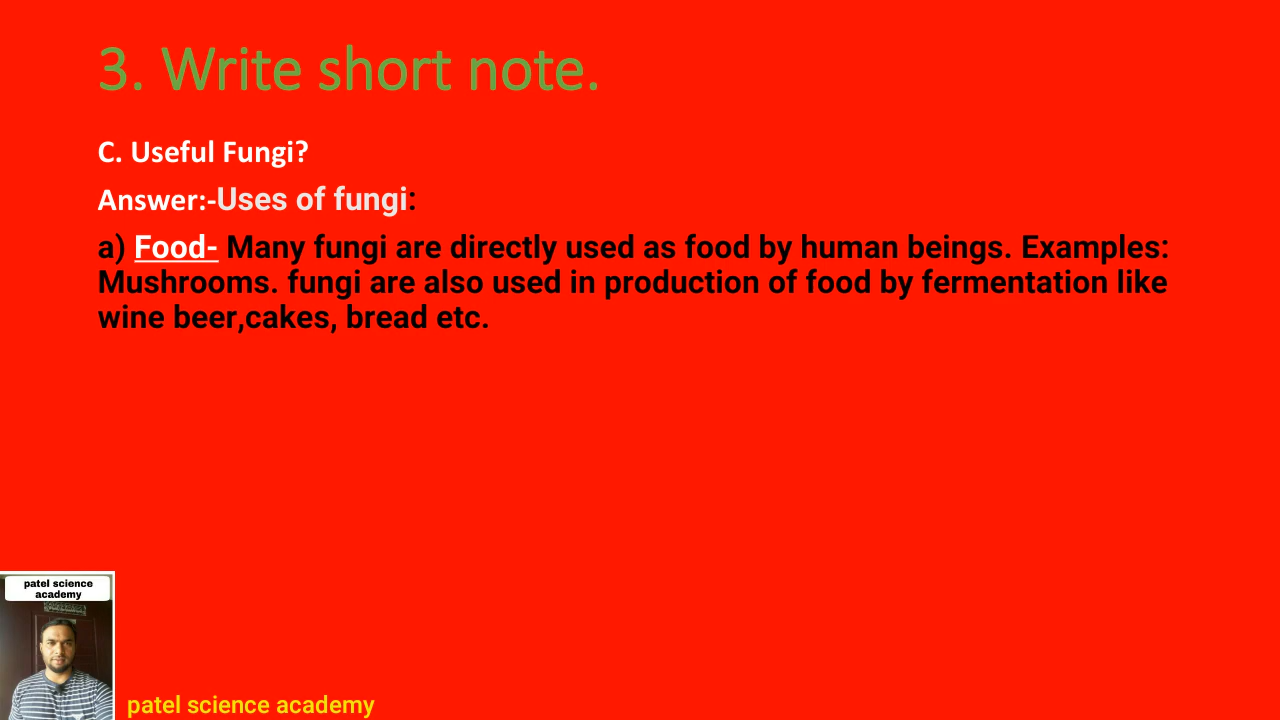 3. Write short note.
C. Useful Fungi?
Answer:-Uses of fungi:
a) Food- Many fungi are directly used as food by human beings. Examples:
Mushrooms. fungi are also used in production of food by fermentation like
wine beer,cakes, bread etc.
patel science
academy
patel science academy